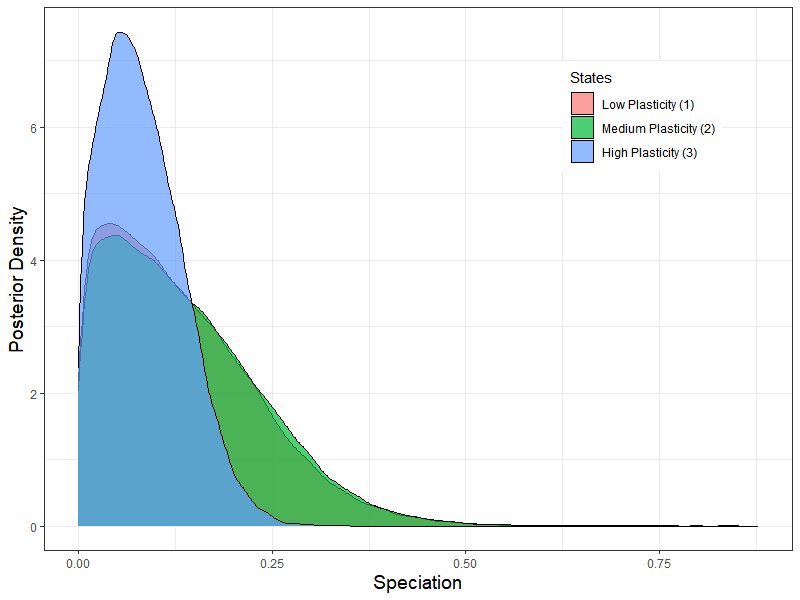 States
Low Plasticity (1)
Medium Plasticity (2)
High Plasticity (3)
Posterior Density
6
4
2
0
0.00 0.25 0.50 0.75
Speciation